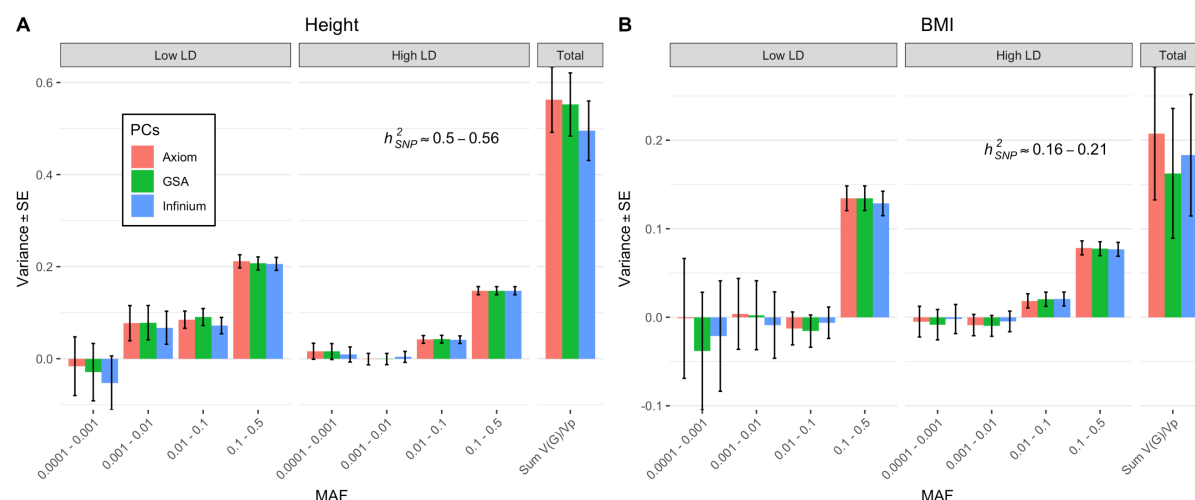 A
Height
Low LD
High LD
Total
0.6
0.4
0.2
0.0
Variance ± SE
PCs
Axiom
GSA
Infinium
h²SNP ≈ 0.5 – 0.56
0.0001 - 0.001
0.001 - 0.01
0.01 - 0.1
0.1 - 0.5
0.0001 - 0.001
0.001 - 0.01
0.01 - 0.1
0.1 - 0.5
Sum V(G)/Vp
MAF
B
BMI
Low LD
High LD
Total
0.2
0.1
0.0
-0.1
Variance ± SE
h²SNP ≈ 0.16 – 0.21
0.0001 - 0.001
0.001 - 0.01
0.01 - 0.1
0.1 - 0.5
0.0001 - 0.001
0.001 - 0.01
0.01 - 0.1
0.1 - 0.5
Sum V(G)/Vp
MAF